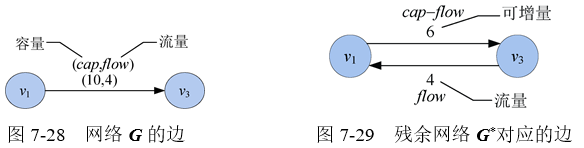 容量
流量
(cap,flow)
(10,4)
v1
v3
图 7-28 网络 G 的边
cap−flow
可增量
6
v1
v3
4
flow
流量
图 7-29 残余网络 G*对应的边